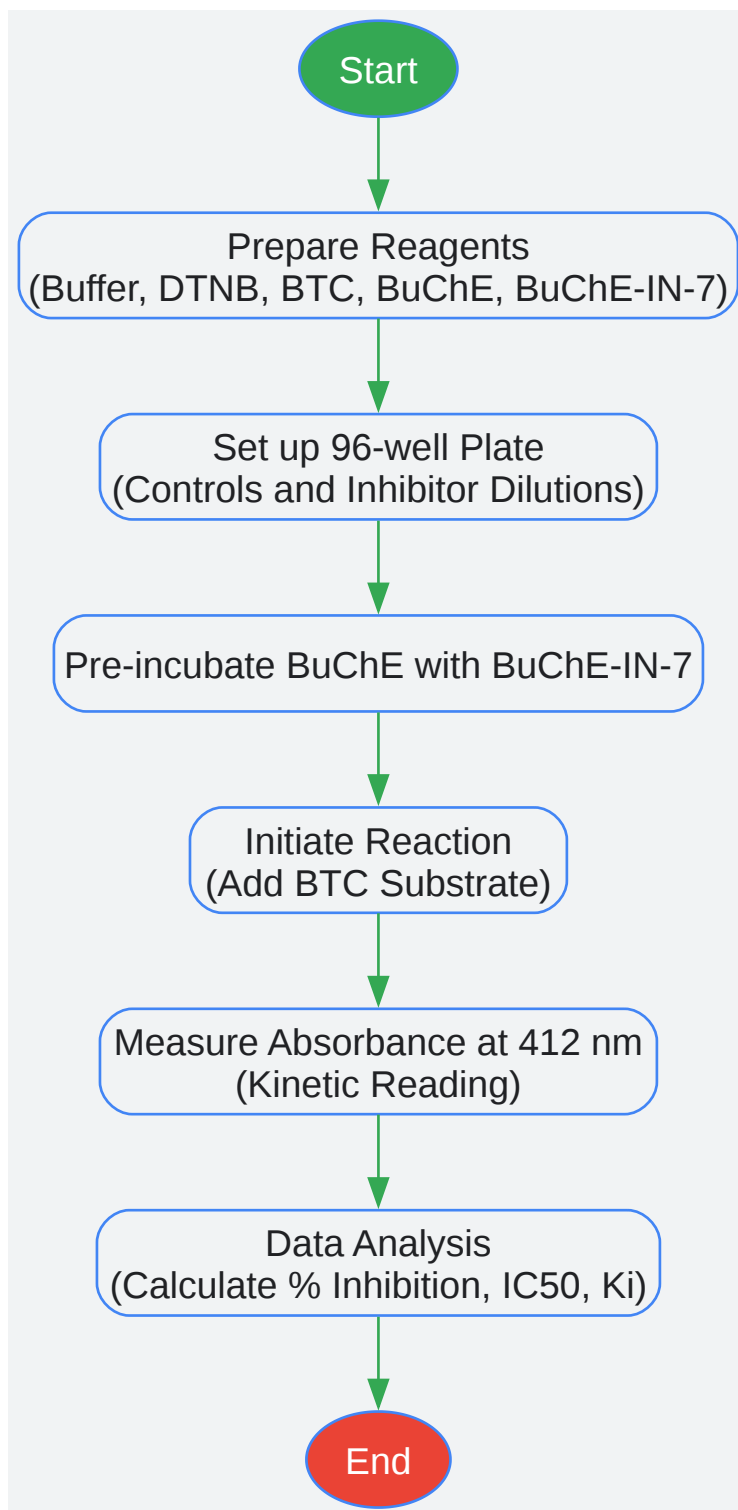 Start
Prepare Reagents
(Buffer, DTNB, BTC, BuChE, BuChE-IN-7)
Set up 96-well Plate
(Controls and Inhibitor Dilutions)
Pre-incubate BuChE with BuChE-IN-7
Initiate Reaction
(Add BTC Substrate)
Measure Absorbance at 412 nm
(Kinetic Reading)
Data Analysis
(Calculate % Inhibition, IC50, Ki)
End